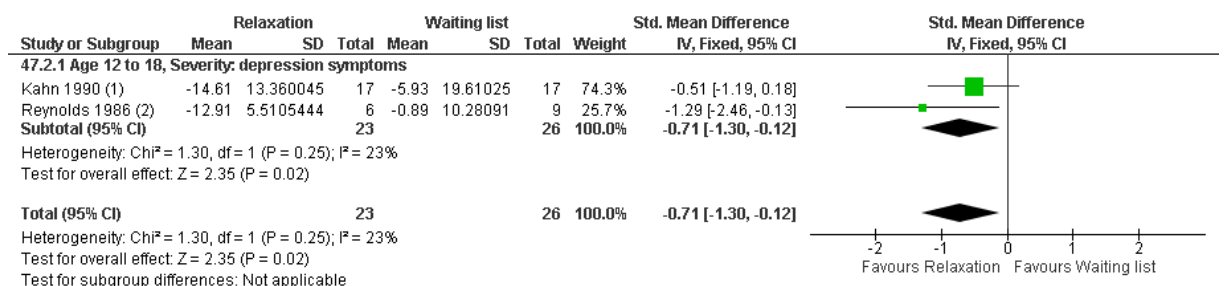 Relaxation Waiting list Std. Mean Difference Std. Mean Difference
Study or Subgroup Mean SD Total Mean SD Total Weight IV, Fixed, 95% CI IV, Fixed, 95% CI
47.2.1 Age 12 to 18, Severity: depression symptoms
Kahn 1990 (1) -14.61 13.360045 17 -5.93 19.61025 17 74.3% -0.51 [-1.19, 0.18]
Reynolds 1986 (2) -12.91 5.5105444 6 -0.89 10.28091 9 25.7% -1.29 [-2.46, -0.13]
Subtotal (95% CI) 23 26 100.0% -0.71 [-1.30, -0.12]
Heterogeneity: Chi² = 1.30, df = 1 (P = 0.25); I² = 23%
Test for overall effect: Z = 2.35 (P = 0.02)
Total (95% CI) 23 26 100.0% -0.71 [-1.30, -0.12]
Heterogeneity: Chi² = 1.30, df = 1 (P = 0.25); I² = 23%
Test for overall effect: Z = 2.35 (P = 0.02)
Test for subgroup differences: Not applicable
-2 -1 0 1 2
Favours Relaxation Favours Waiting list